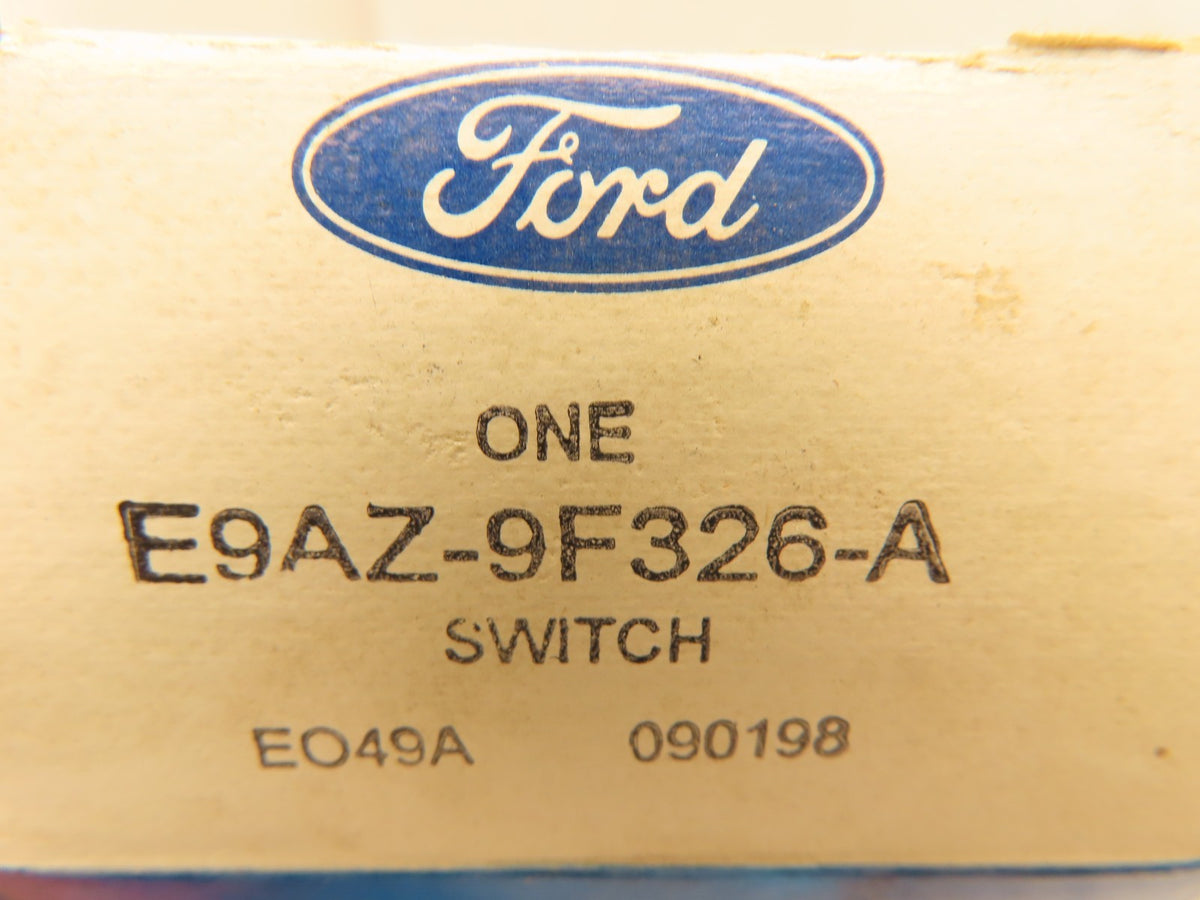 Ford
ONE
E9AZ-9F326-A
SWITCH
EO49A 090198